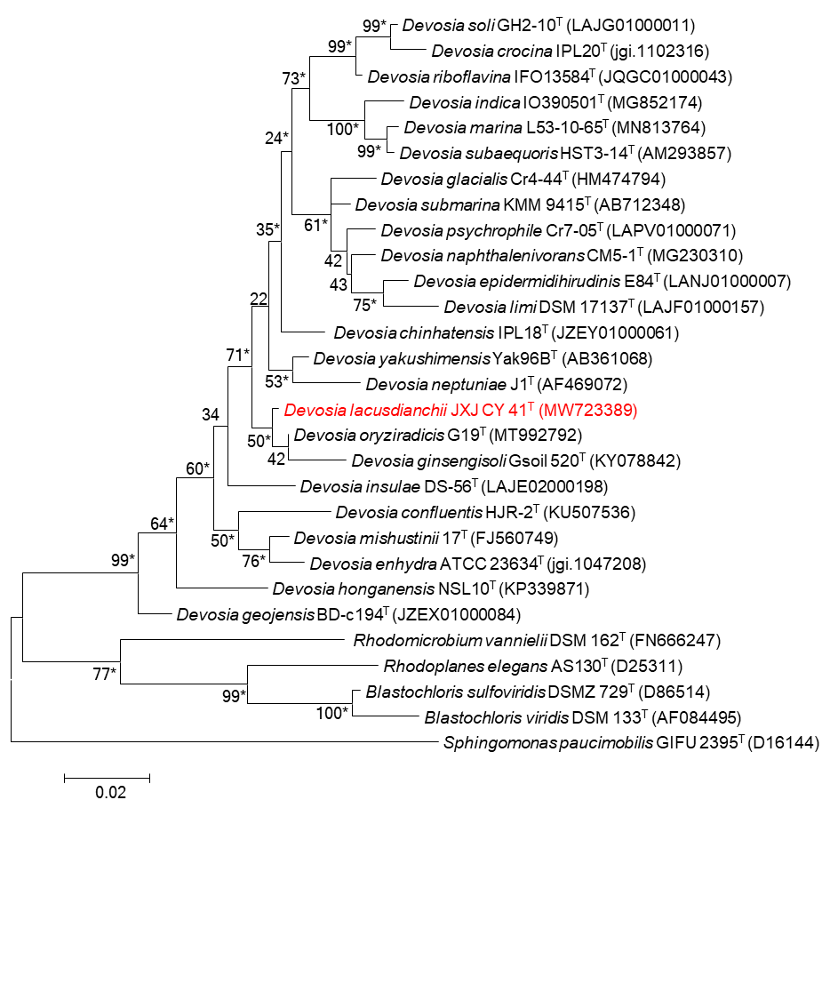 99* Devosia soli GH2-10T (LAJG01000011)
99* Devosia crocina IPL20T (jgi.1102316)
73* Devosia riboflavina IFO13584T (JQGC01000043)
Devosia indica IO390501T (MG852174)
100* Devosia marina L53-10-65T (MN813764)
24* 99* Devosia subaequoris HST3-14T (AM293857)
Devosia glacialis Cr4-44T (HM474794)
Devosia submarina KMM 9415T (AB712348)
35* 61* Devosia psychrophile Cr7-05T (LAPV01000071)
42 Devosia naphthalenivorans CM5-1T (MG230310)
43 Devosia epidermidihirudinis E84T (LANJ01000007)
22 75* Devosia limi DSM 17137T (LAJF01000157)
Devosia chinhatensis IPL18T (JZEY01000061)
71* Devosia yakushimensis Yak96BT (AB361068)
53* Devosia neptuniae J1T (AF469072)
34 Devosia lacusdianchii JXJ CY 41T (MW723389)
50* Devosia oryziradicis G19T (MT992792)
42 Devosia ginsengisoli Gsoil 520T (KY078842)
60* Devosia insulae DS-56T (LAJE02000198)
64* Devosia confluentis HJR-2T (KU507536)
50* Devosia mishustinii 17T (FJ560749)
99* 76* Devosia enhydra ATCC 23634T (jgi.1047208)
Devosia honganensis NSL10T (KP339871)
Devosia geojensis BD-c194T (JZEX01000084)
Rhodomicrobium vannielii DSM 162T (FN666247)
77* Rhodoplanes elegans AS130T (D25311)
99* Blastochloris sulfoviridis DSMZ 729T (D86514)
100* Blastochloris viridis DSM 133T (AF084495)
Sphingomonas paucimobilis GIFU 2395T (D16144)
0.02